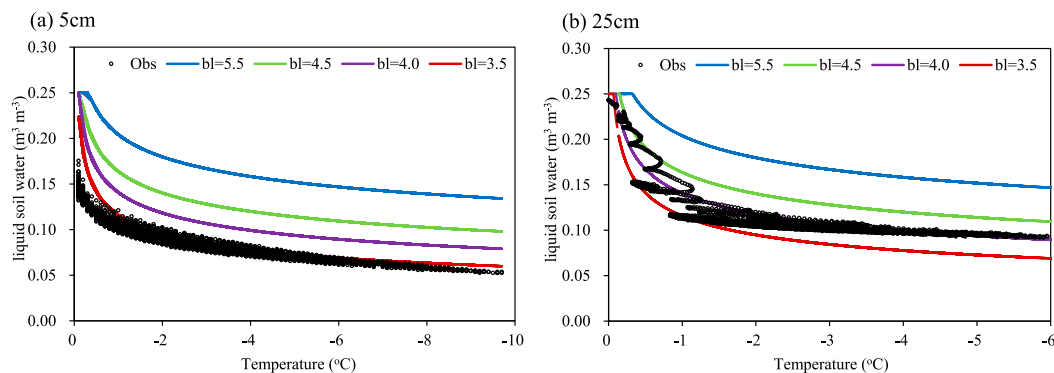 (a) 5cm
0.30
Obs bl=5.5 bl=4.5 bl=4.0 bl=3.5
0.25
0.20
0.15
0.10
0.05
0.00
liquid soil water (m³ m⁻³)
0 -2 -4 -6 -8 -10
Temperature (°C)
(b) 25cm
0.30
Obs bl=5.5 bl=4.5 bl=4.0 bl=3.5
0.25
0.20
0.15
0.10
0.05
0.00
liquid soil water (m³ m⁻³)
0 -1 -2 -3 -4 -5 -6
Temperature (°C)